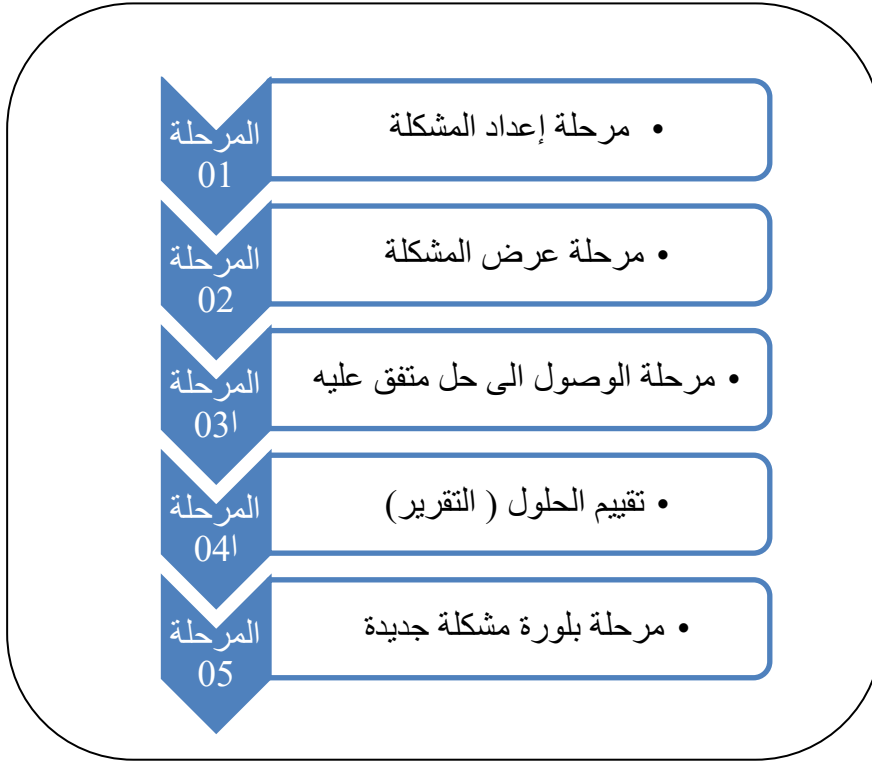 المرحلة
01
• مرحلة إعداد المشكلة
المرحلة
02
• مرحلة عرض المشكلة
المرحلة
03ا
• مرحلة الوصول الى حل متفق عليه
المرحلة
04ا
• تقييم الحلول ( التقرير)
المرحلة
05
• مرحلة بلورة مشكلة جديدة